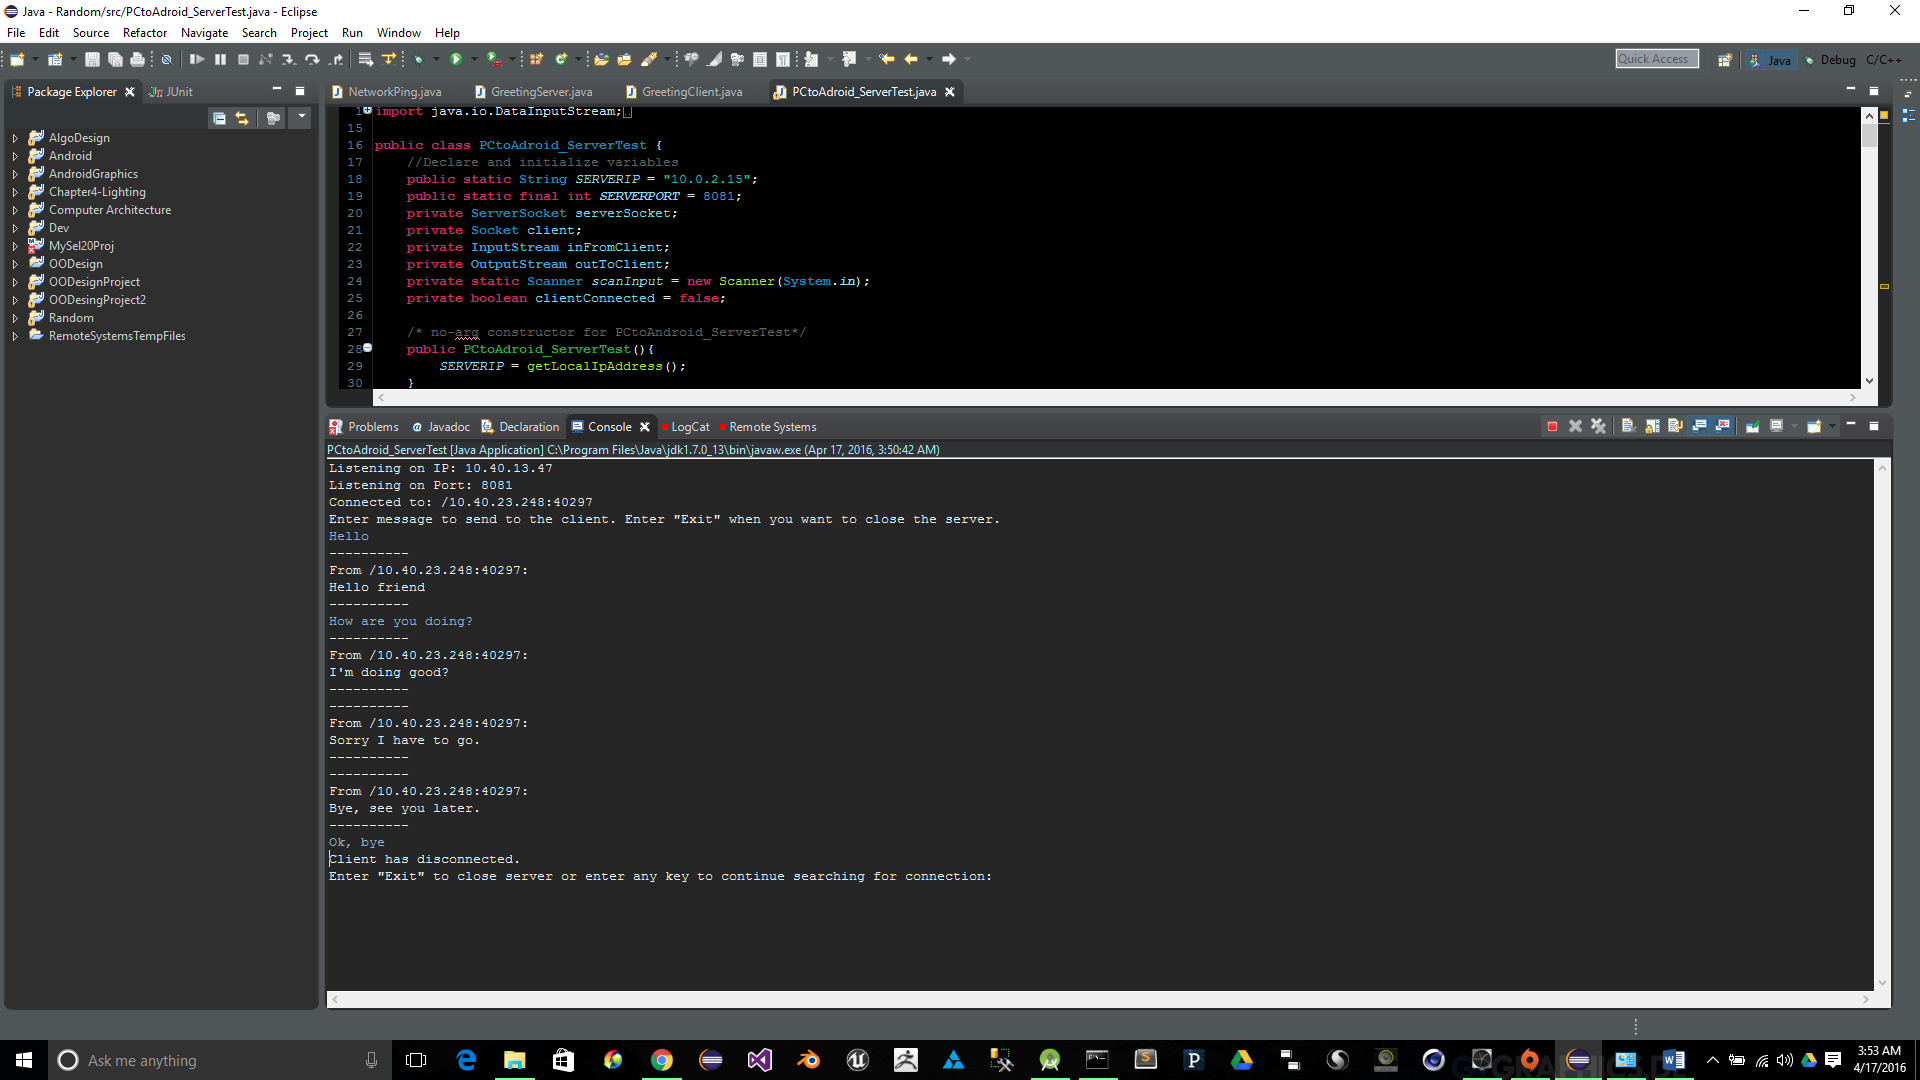 Java - Random/src/PCtoAdroid_ServerTest.java - Eclipse
File Edit Source Refactor Navigate Search Project Run Window Help
Quick Access
Java
Debug
C/C++
Package Explorer
JUnit
AlgoDesign
Android
AndroidGraphics
Chapter4-Lighting
Computer Architecture
Dev
MySel20Proj
OODesign
OODesignProject
OODesingProject2
Random
RemoteSystemsTempFiles
NetworkPing.java
GreetingServer.java
GreetingClient.java
PCtoAdroid_ServerTest.java
1 import java.io.DataInputStream;
15
16 public class PCtoAdroid_ServerTest {
17 //Declare and initialize variables
18 public static String SERVERIP = "10.0.2.15";
19 public static final int SERVERPORT = 8081;
20 private ServerSocket serverSocket;
21 private Socket client;
22 private InputStream inFromClient;
23 private OutputStream outToClient;
24 private static Scanner scanInput = new Scanner(System.in);
25 private boolean clientConnected = false;
26
27 /* no-arg constructor for PCtoAndroid_ServerTest*/
28 public PCtoAdroid_ServerTest(){
29 SERVERIP = getLocalIpAddress();
30 }
Problems
Javadoc
Declaration
Console
LogCat
Remote Systems
PCtoAdroid_ServerTest [Java Application] C:\Program Files\Java\jdk1.7.0_13\bin\javaw.exe (Apr 17, 2016, 3:50:42 AM)
Listening on IP: 10.40.13.47
Listening on Port: 8081
Connected to: /10.40.23.248:40297
Enter message to send to the client. Enter "Exit" when you want to close the server.
Hello
----------
From /10.40.23.248:40297:
Hello friend
----------
How are you doing?
----------
From /10.40.23.248:40297:
I'm doing good?
----------
----------
From /10.40.23.248:40297:
Sorry I have to go.
----------
----------
From /10.40.23.248:40297:
Bye, see you later.
----------
Ok, bye
Client has disconnected.
Enter "Exit" to close server or enter any key to continue searching for connection:
Ask me anything
3:53 AM
4/17/2016